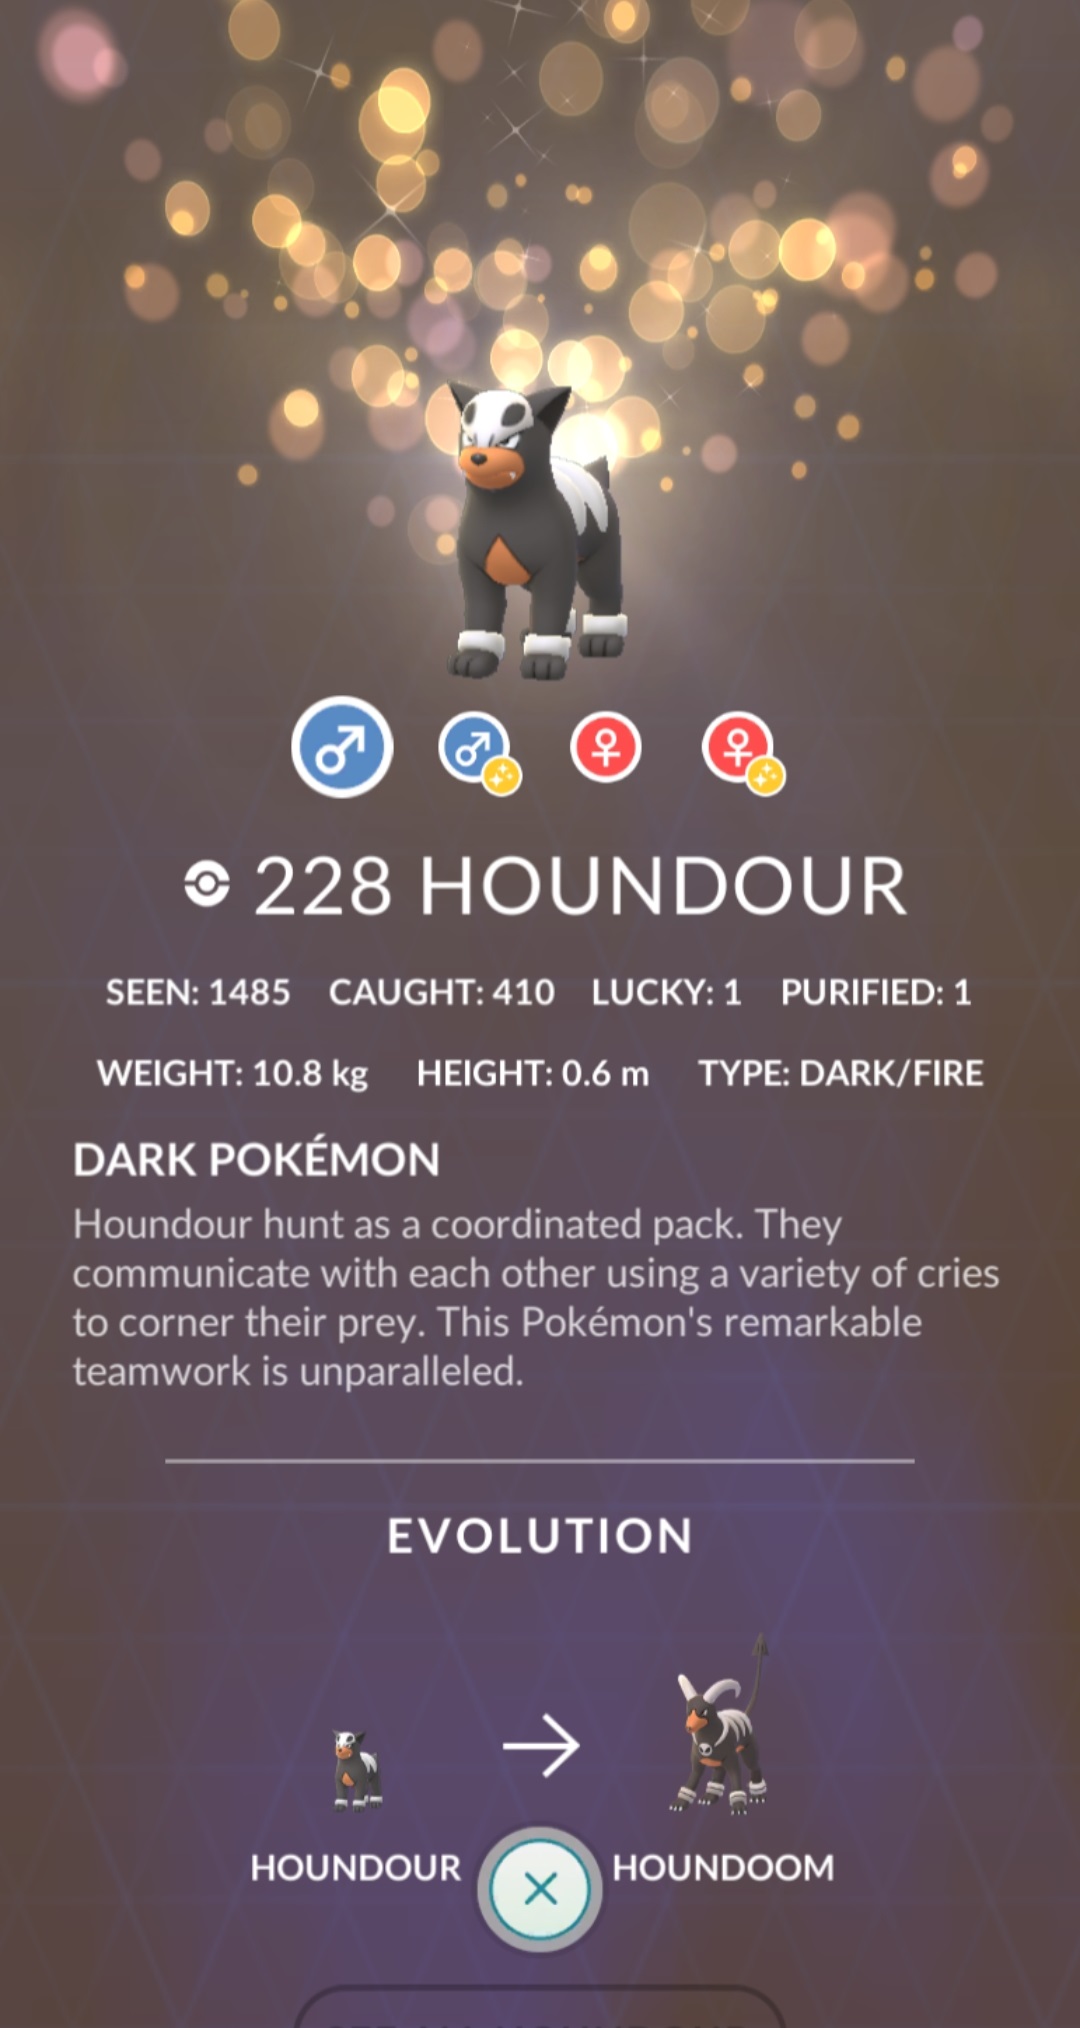 228 HOUNDOUR
SEEN: 1485 CAUGHT: 410 LUCKY: 1 PURIFIED: 1
WEIGHT: 10.8 kg HEIGHT: 0.6 m TYPE: DARK/FIRE
DARK POKÉMON
Houndour hunt as a coordinated pack. They
communicate with each other using a variety of cries
to corner their prey. This Pokémon's remarkable
teamwork is unparalleled.
EVOLUTION
HOUNDOUR HOUNDOOM